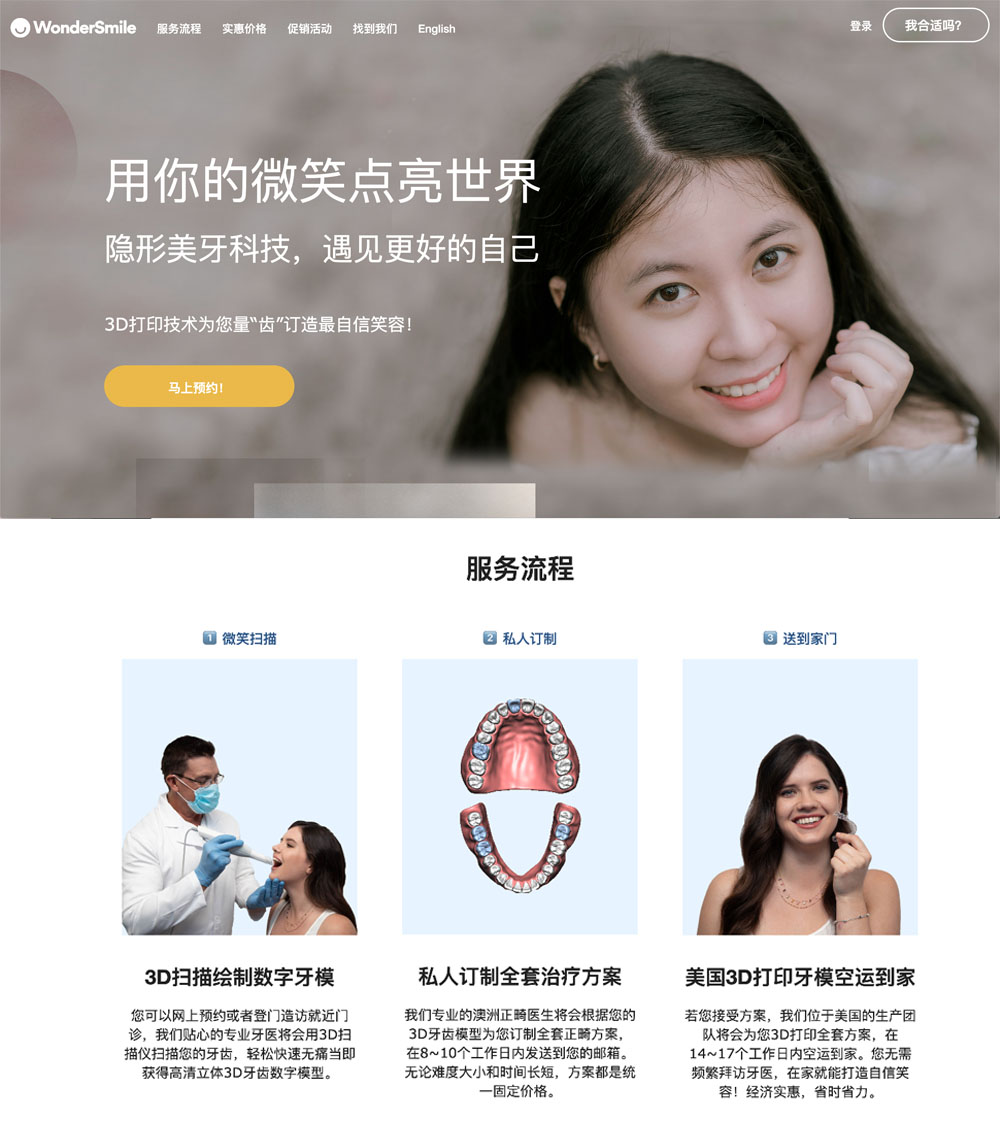 WonderSmile 服务流程 实惠价格 促销活动 找到我们 English 登录 我合适吗?
用你的微笑点亮世界
隐形美牙科技，遇见更好的自己
3D打印技术为您量“齿”订造最自信笑容！
马上预约！
服务流程
1 微笑扫描
2 私人订制
3 送到家门
3D扫描绘制数字牙模
您可以网上预约或者登门造访就近门
诊，我们贴心的专业牙医将会用3D扫
描仪扫描您的牙齿，轻松快速无痛当即
获得高清立体3D牙齿数字模型。
私人订制全套治疗方案
我们专业的澳洲正畸医生将会根据您的
3D牙齿模型为您订制全套正畸方案，
在8~10个工作日内发送到您的邮箱。
无论难度大小和时间长短，方案都是统
一固定价格。
美国3D打印牙模空运到家
若您接受方案，我们位于美国的生产团
队将会为您3D打印全套方案，在
14~17个工作日内空运到家。您无需
频繁拜访牙医，在家就能打造自信笑
容！经济实惠，省时省力。